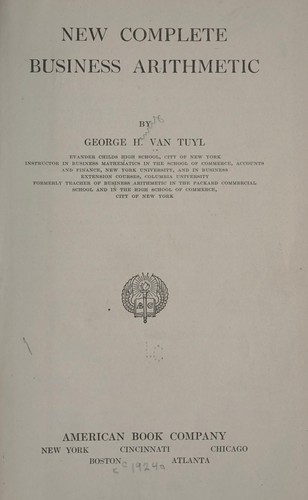 NEW COMPLETE
BUSINESS ARITHMETIC
BY
GEORGE H. VAN TUYL
EVANDER CHILDS HIGH SCHOOL, CITY OF NEW YORK
INSTRUCTOR IN BUSINESS MATHEMATICS IN THE SCHOOL OF COMMERCE, ACCOUNTS
AND FINANCE, NEW YORK UNIVERSITY, AND IN BUSINESS
EXTENSION COURSES, COLUMBIA UNIVERSITY
FORMERLY TEACHER OF BUSINESS ARITHMETIC IN THE PACKARD COMMERCIAL
SCHOOL AND IN THE HIGH SCHOOL OF COMMERCE,
CITY OF NEW YORK
AMERICAN BOOK COMPANY
NEW YORK CINCINNATI CHICAGO
BOSTON ATLANTA
1924